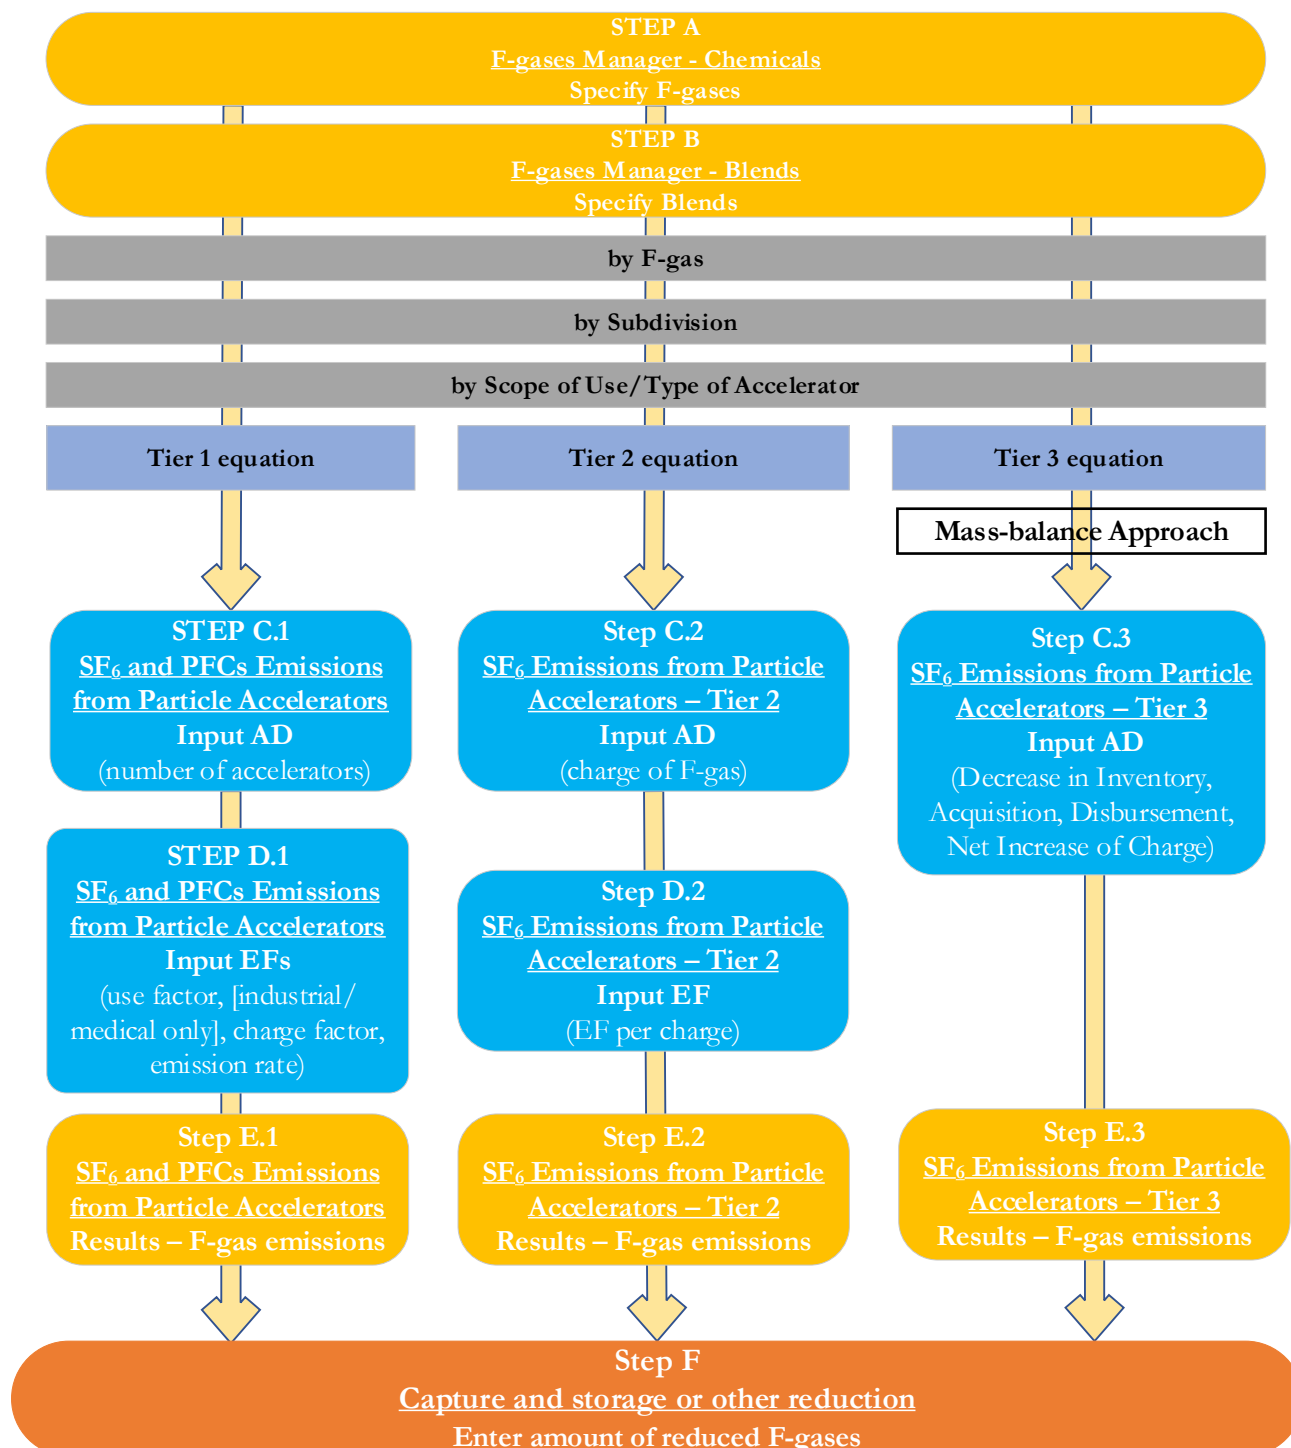 STEP A
F-gases Manager - Chemicals
Specify F-gases
STEP B
F-gases Manager - Blends
Specify Blends
by F-gas
by Subdivision
by Scope of Use/Type of Accelerator
Tier 1 equation
Tier 2 equation
Tier 3 equation
Mass-balance Approach
STEP C.1
SF₆ and PFCs Emissions
from Particle Accelerators
Input AD
(number of accelerators)
Step C.2
SF₆ Emissions from Particle
Accelerators – Tier 2
Input AD
(charge of F-gas)
Step C.3
SF₆ Emissions from Particle
Accelerators – Tier 3
Input AD
(Decrease in Inventory,
Acquisition, Disbursement,
Net Increase of Charge)
STEP D.1
SF₆ and PFCs Emissions
from Particle Accelerators
Input EFs
(use factor, [industrial/
medical only], charge factor,
emission rate)
Step D.2
SF₆ Emissions from Particle
Accelerators – Tier 2
Input EF
(EF per charge)
Step E.1
SF₆ and PFCs Emissions
from Particle Accelerators
Results – F-gas emissions
Step E.2
SF₆ Emissions from Particle
Accelerators – Tier 2
Results – F-gas emissions
Step E.3
SF₆ Emissions from Particle
Accelerators – Tier 3
Results – F-gas emissions
Step F
Capture and storage or other reduction
Enter amount of reduced F-gases